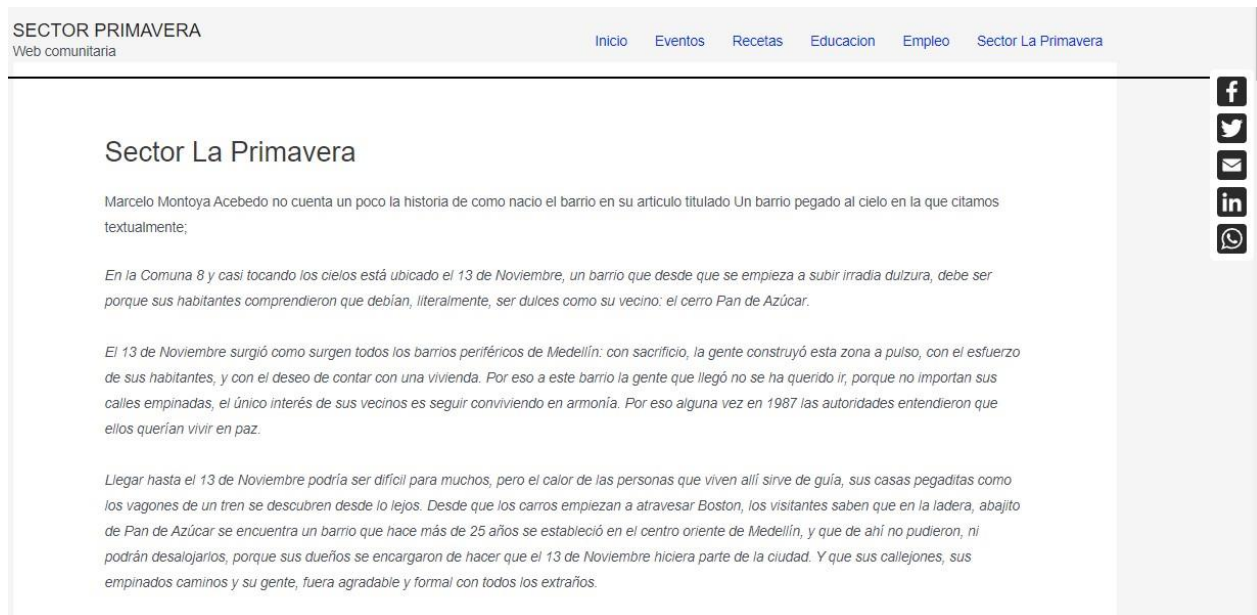 SECTOR PRIMAVERA
Web comunitaria
Inicio Eventos Recetas Educacion Empleo Sector La Primavera
Sector La Primavera
Marcelo Montoya Acebedo no cuenta un poco la historia de como nacio el barrio en su articulo titulado Un barrio pegado al cielo en la que citamos
textualmente;
En la Comuna 8 y casi tocando los cielos está ubicado el 13 de Noviembre, un barrio que desde que se empieza a subir irradia dulzura, debe ser
porque sus habitantes comprendieron que debían, literalmente, ser dulces como su vecino: el cerro Pan de Azúcar.
El 13 de Noviembre surgió como surgen todos los barrios periféricos de Medellín: con sacrificio, la gente construyó esta zona a pulso, con el esfuerzo
de sus habitantes, y con el deseo de contar con una vivienda. Por eso a este barrio la gente que llegó no se ha querido ir, porque no importan sus
calles empinadas, el único interés de sus vecinos es seguir conviviendo en armonía. Por eso alguna vez en 1987 las autoridades entendieron que
ellos querían vivir en paz.
Llegar hasta el 13 de Noviembre podría ser difícil para muchos, pero el calor de las personas que viven allí sirve de guía, sus casas pegaditas como
los vagones de un tren se descubren desde lo lejos. Desde que los carros empiezan a atravesar Boston, los visitantes saben que en la ladera, abajito
de Pan de Azúcar se encuentra un barrio que hace más de 25 años se estableció en el centro oriente de Medellín, y que de ahí no pudieron, ni
podrán desalojarlos, porque sus dueños se encargaron de hacer que el 13 de Noviembre hiciera parte de la ciudad. Y que sus callejones, sus
empinados caminos y su gente, fuera agradable y formal con todos los extraños.